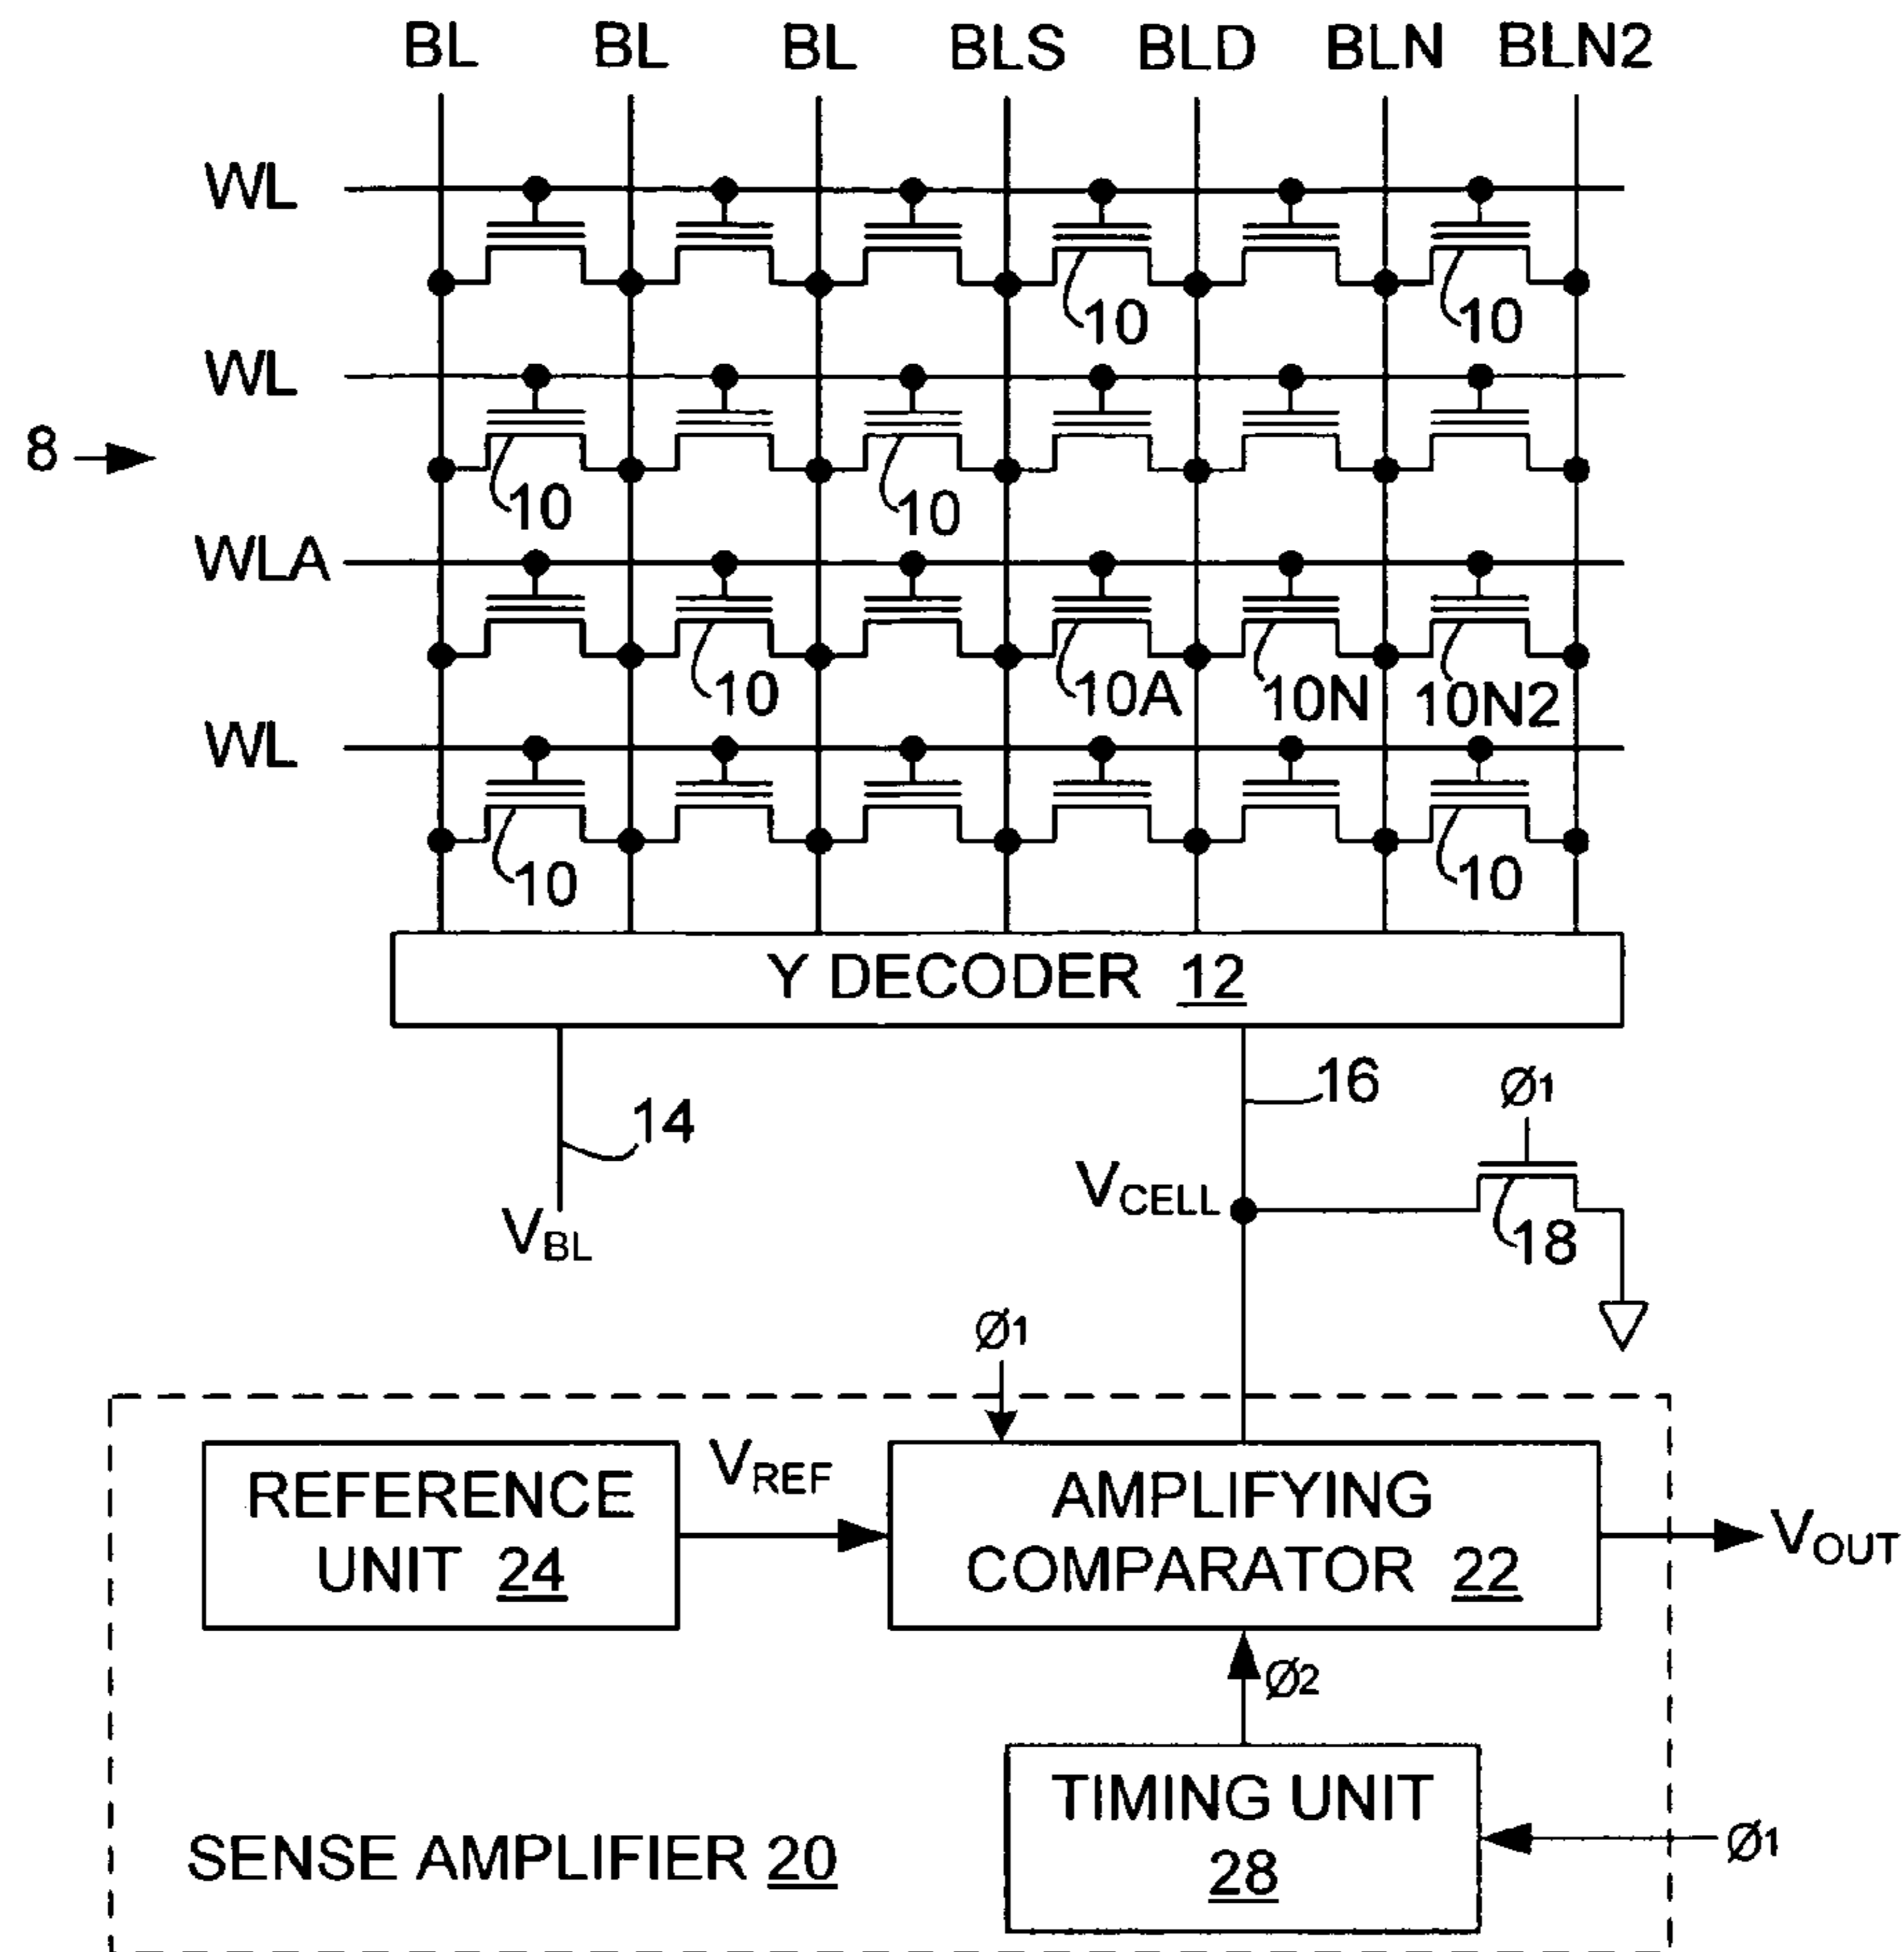 BL BL BL BLS BLD BLN BLN2
WL
10 10
WL
8
10 10
WLA
10 10A 10N 10N2
WL
10 10
Y DECODER 12
14
16
Ø1
VCELL
VBL
18
Ø1
REFERENCE
UNIT 24
VREF
AMPLIFYING
COMPARATOR 22
VOUT
Ø2
TIMING UNIT
28
Ø1
SENSE AMPLIFIER 20